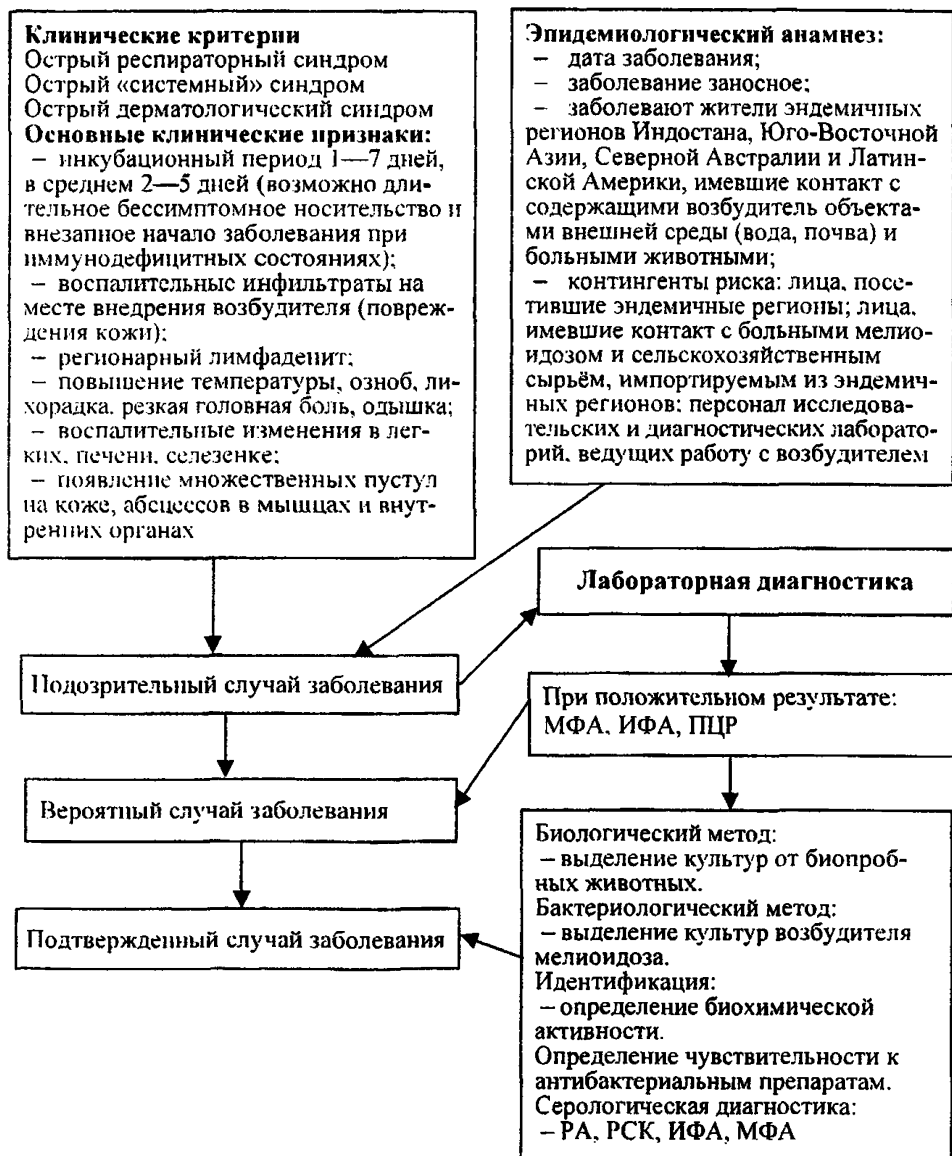 Клинические критерии
Острый респираторный синдром
Острый «системный» синдром
Острый дерматологический синдром
Основные клинические признаки:
– инкубационный период 1—7 дней,
в среднем 2—5 дней (возможно дли-
тельное бессимптомное носительство и
внезапное начало заболевания при
иммунодефицитных состояниях);
– воспалительные инфильтраты на
месте внедрения возбудителя (повреж-
дения кожи);
– регионарный лимфаденит;
– повышение температуры, озноб, ли-
хорадка, резкая головная боль, одышка;
– воспалительные изменения в лег-
ких, печени, селезенке;
– появление множественных пустул
на коже, абсцессов в мышцах и внут-
ренних органах
Эпидемиологический анамнез:
– дата заболевания;
– заболевание заносное;
– заболевают жители эндемичных
регионов Индостана, Юго-Восточной
Азии, Северной Австралии и Латин-
ской Америки, имевшие контакт с
содержащими возбудитель объекта-
ми внешней среды (вода, почва) и
больными животными;
– контингенты риска: лица, посе-
тившие эндемичные регионы; лица,
имевшие контакт с больными мелио-
идозом и сельскохозяйственным
сырьём, импортируемым из эндемич-
ных регионов; персонал исследова-
тельских и диагностических лаборато-
рий, ведущих работу с возбудителем
Лабораторная диагностика
Подозрительный случай заболевания
При положительном результате:
МФА, ИФА, ПЦР
Вероятный случай заболевания
Биологический метод:
– выделение культур от биопроб-
ных животных.
Бактериологический метод:
– выделение культур возбудителя
мелиоидоза.
Идентификация:
– определение биохимической
активности.
Определение чувствительности к
антибактериальным препаратам.
Серологическая диагностика:
– РА, РСК, ИФА, МФА
Подтвержденный случай заболевания